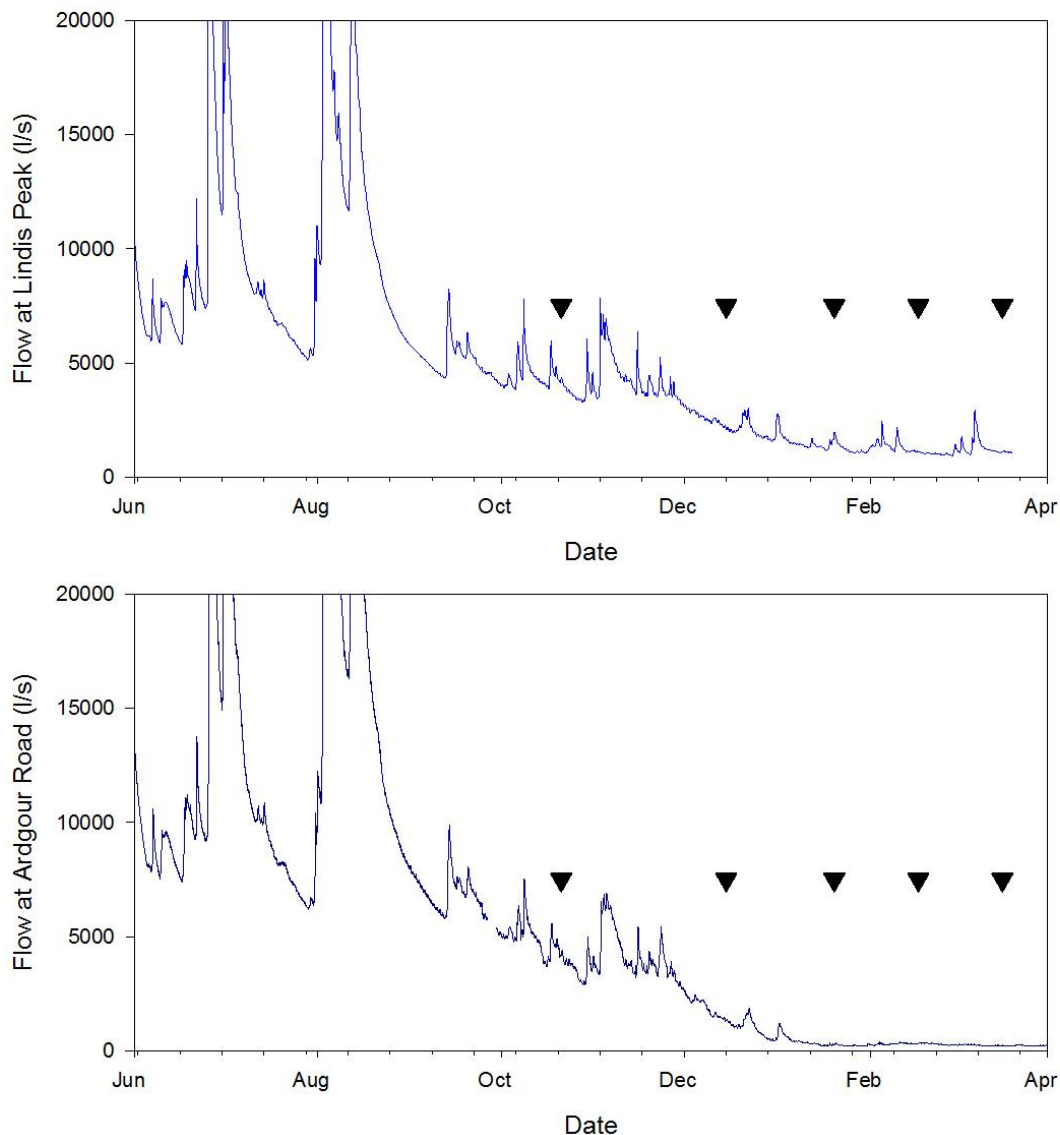 20000
15000
10000
5000
0
Flow at Lindis Peak (l/s)
Jun Aug Oct Dec Feb Apr
Date
20000
15000
10000
5000
0
Flow at Ardgour Road (l/s)
Jun Aug Oct Dec Feb Apr
Date